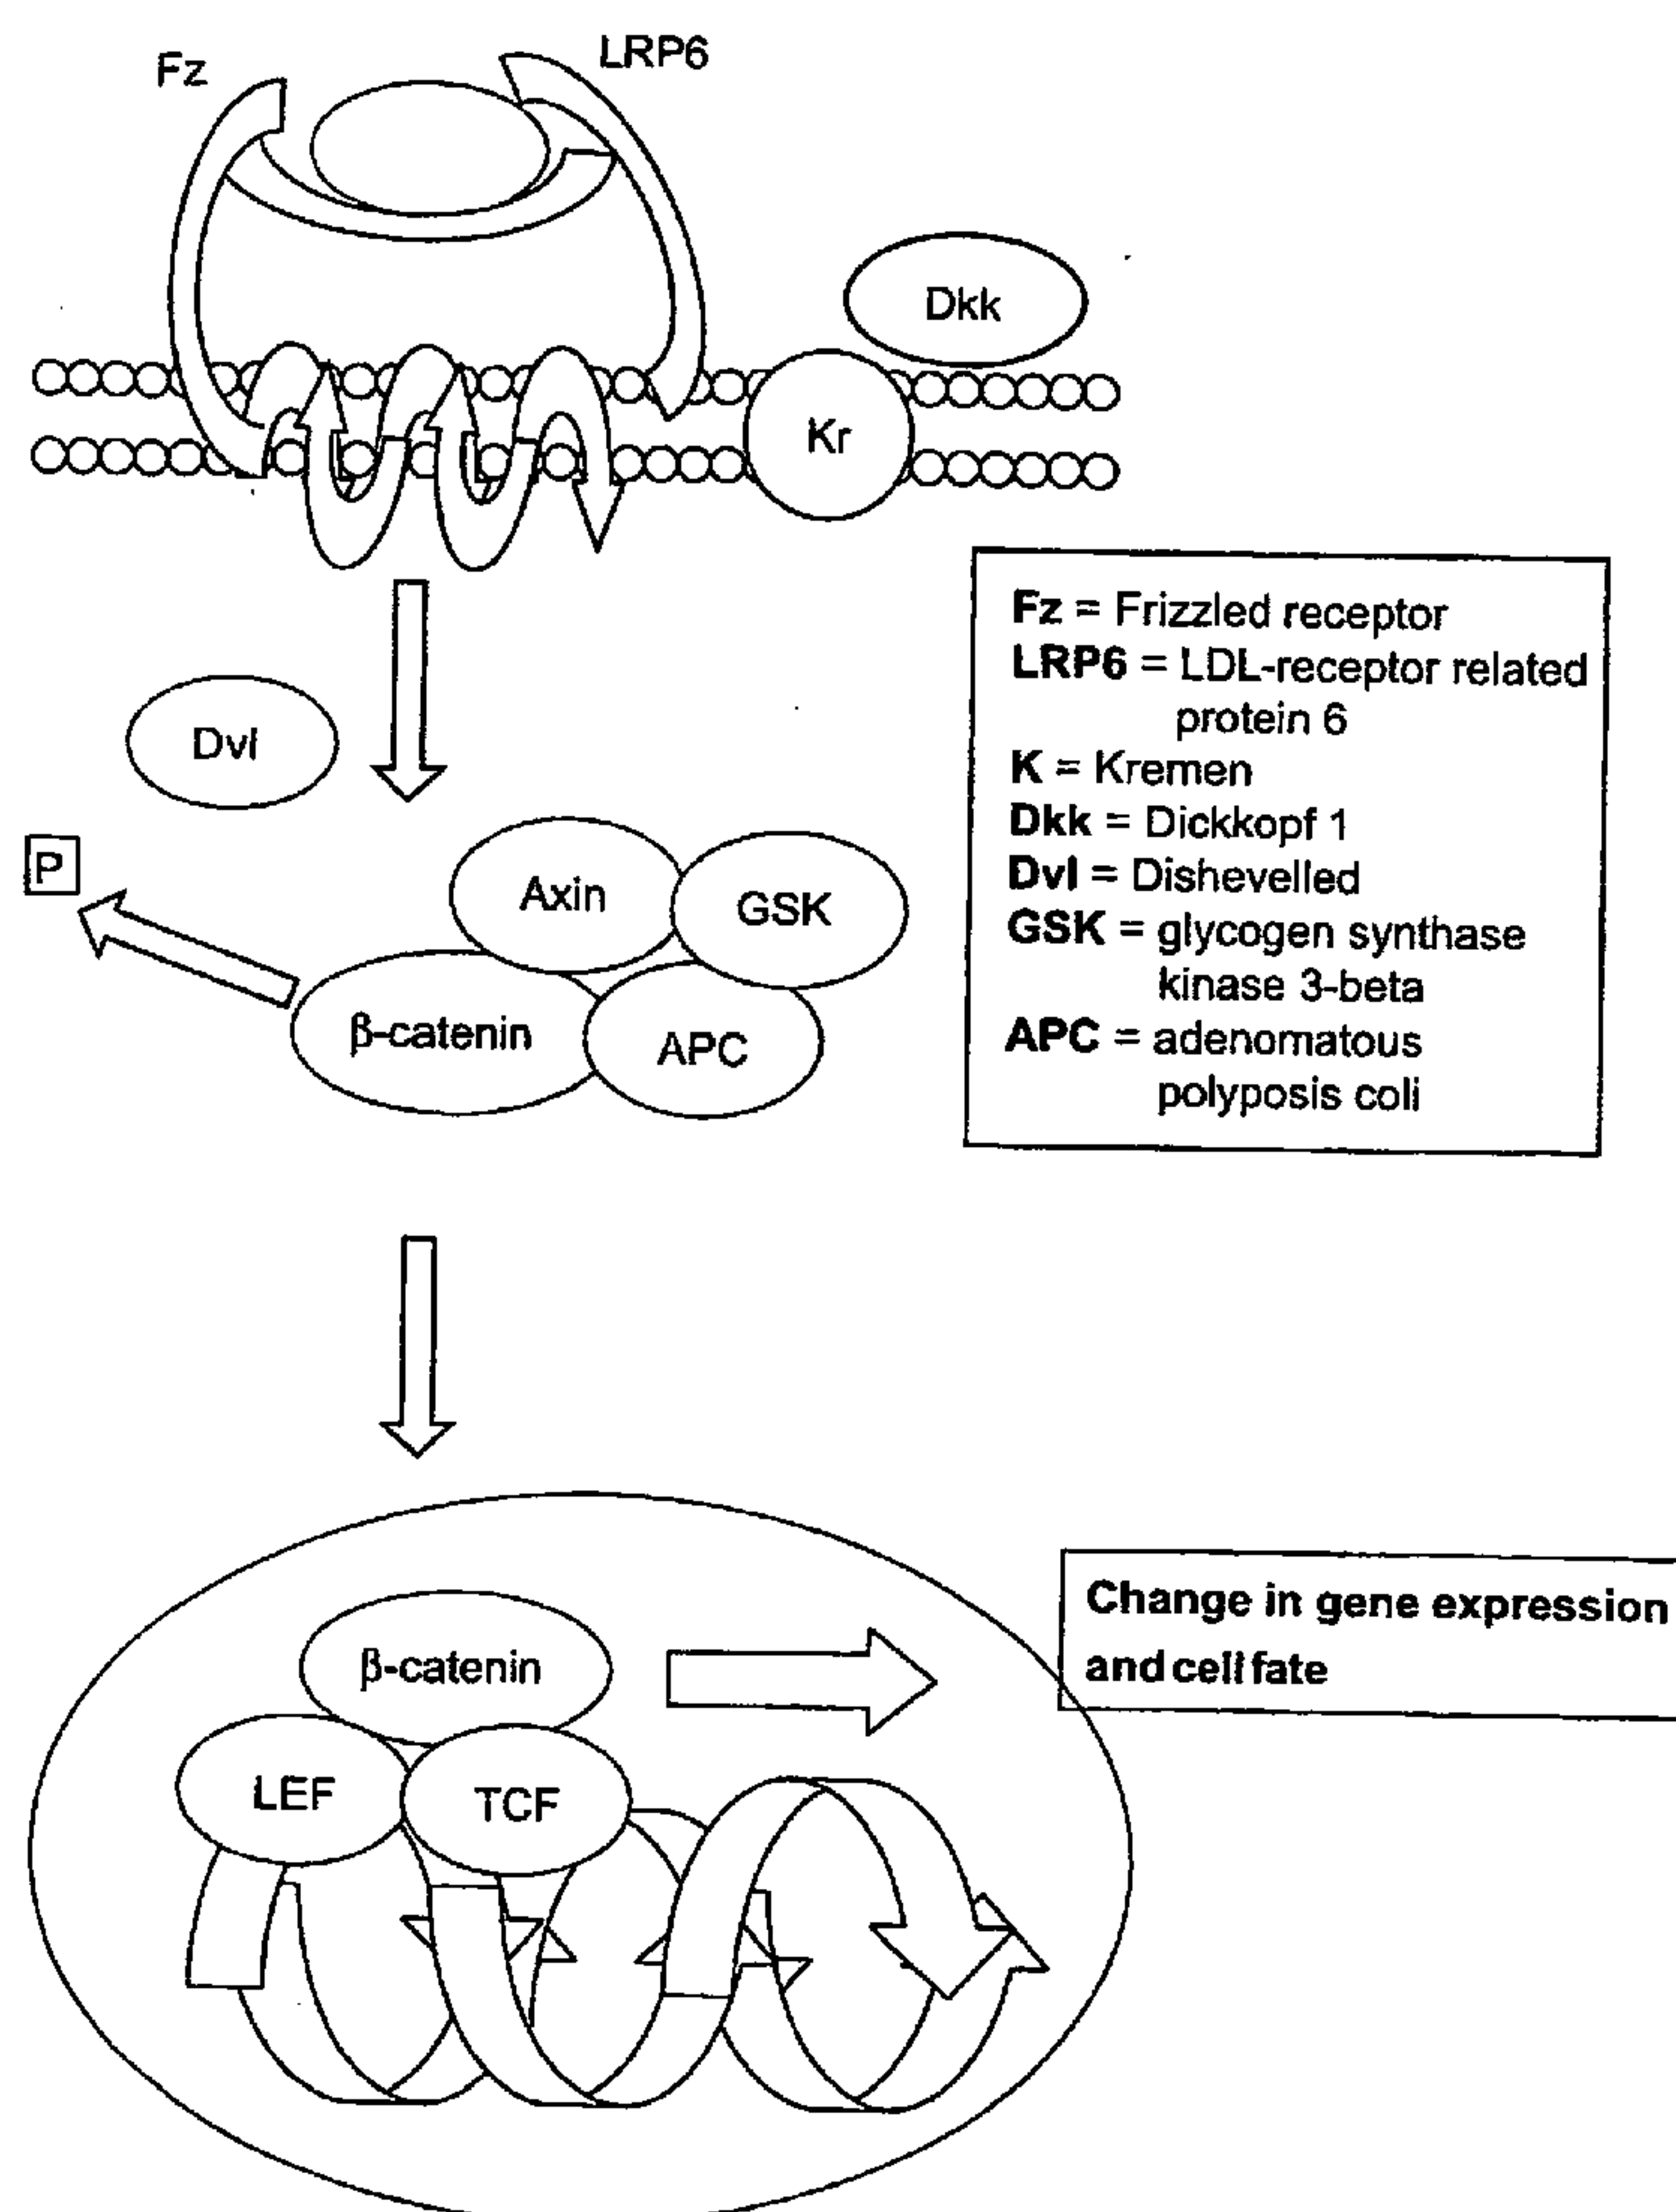 Fz
LRP6
Dkk
Kr
Fz = Frizzled receptor
LRP6 = LDL-receptor related
protein 6
K = Kremen
Dkk = Dickkopf 1
Dvl = Dishevelled
GSK = glycogen synthase
kinase 3-beta
APC = adenomatous
polyposis coli
Dvl
P
Axin
GSK
β-catenin
APC
Change in gene expression
and cell fate
β-catenin
LEF
TCF